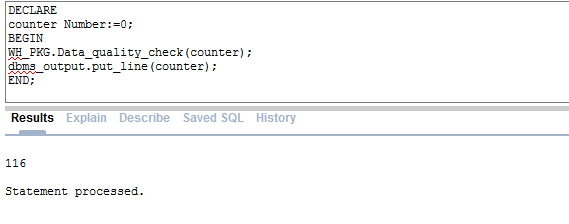 DECLARE
counter Number:=0;
BEGIN
WH_PKG.Data_quality_check(counter);
dbms_output.put_line(counter);
END;
Results Explain Describe Saved SQL History
116
Statement processed.